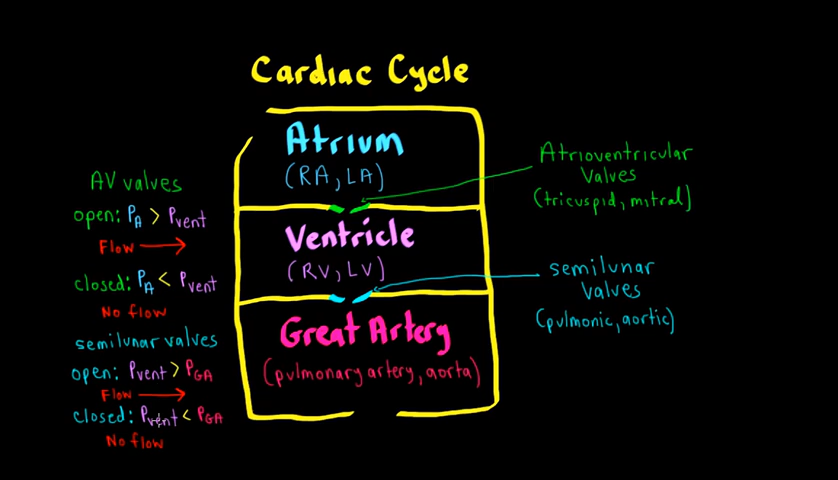 Cardiac Cycle
Atrium
(RA, LA)
Ventricle
(RV, LV)
Great Artery
(pulmonary artery, aorta)
AV valves
open: PA > Pvent
Flow
closed: PA < Pvent
No flow
semilunar valves
open: Pvent > PGA
Flow
closed: Pvent < PGA
No flow
Atrioventricular
Valves
(tricuspid, mitral)
semilunar
valves
(pulmonic, aortic)